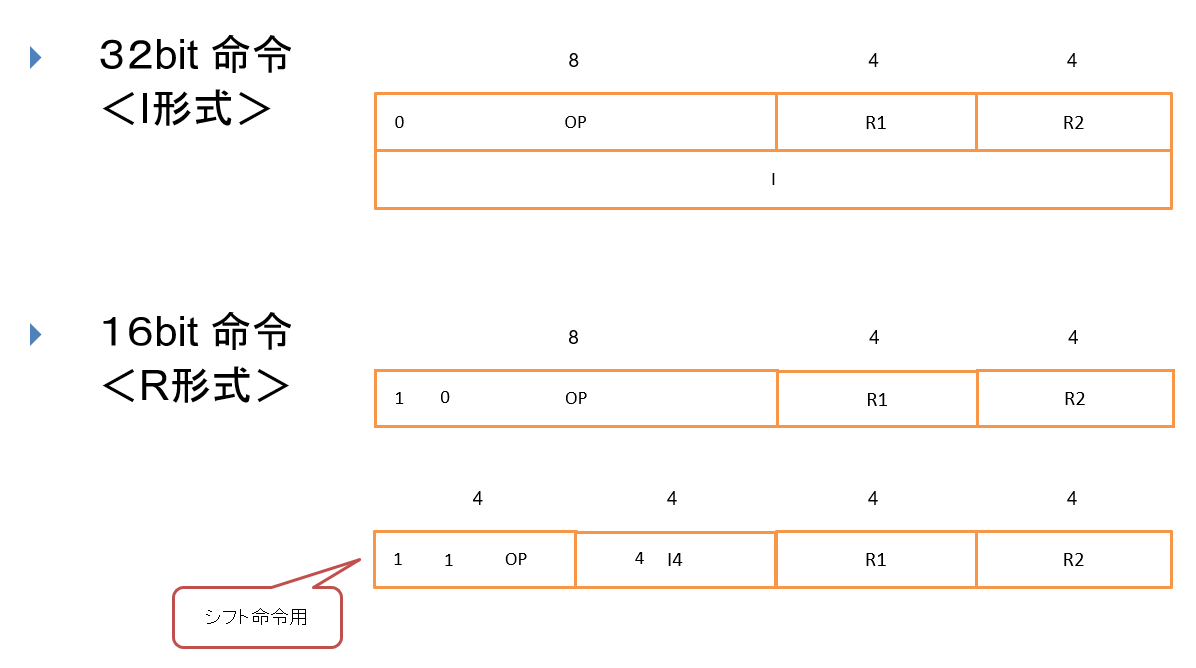 ３２bit 命令
＜I形式＞
8 4 4
0 OP R1 R2
I
１６bit 命令
＜R形式＞
8 4 4
1 0 OP R1 R2
4 4 4 4
1 1 OP 4 I4 R1 R2
シフト命令用